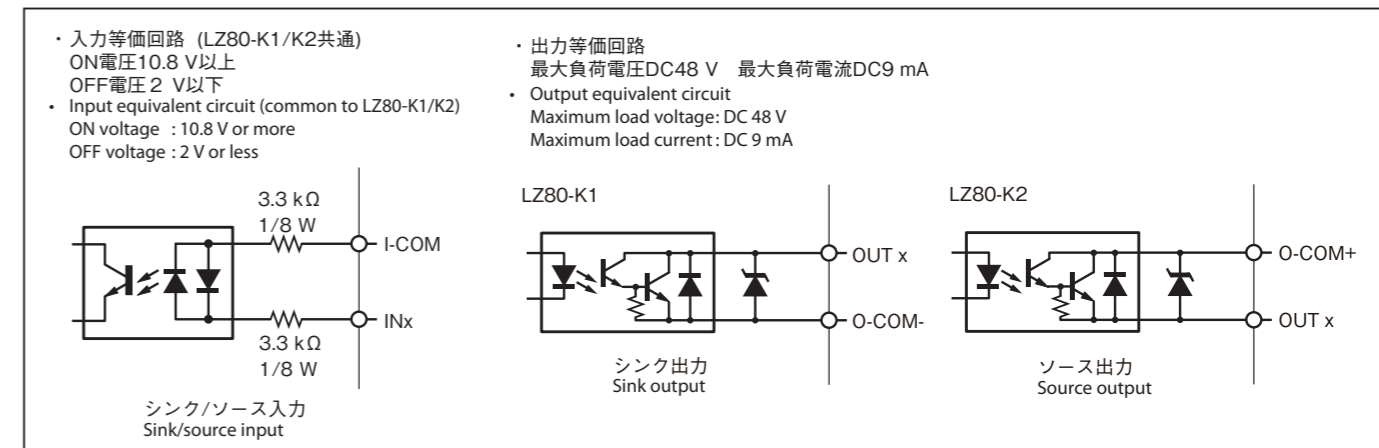 ・入力等価回路 (LZ80-K1/K2共通)
ON電圧10.8 V以上
OFF電圧２ V以下
• Input equivalent circuit (common to LZ80-K1/K2)
ON voltage : 10.8 V or more
OFF voltage : 2 V or less
3.3 kΩ
1/8 W
I-COM
INx
3.3 kΩ
1/8 W
シンク/ソース入力
Sink/source input
・出力等価回路
最大負荷電圧DC48 V　最大負荷電流DC9 mA
• Output equivalent circuit
Maximum load voltage: DC 48 V
Maximum load current: DC 9 mA
LZ80-K1
OUT x
O-COM-
シンク出力
Sink output
LZ80-K2
O-COM+
OUT x
ソース出力
Source output